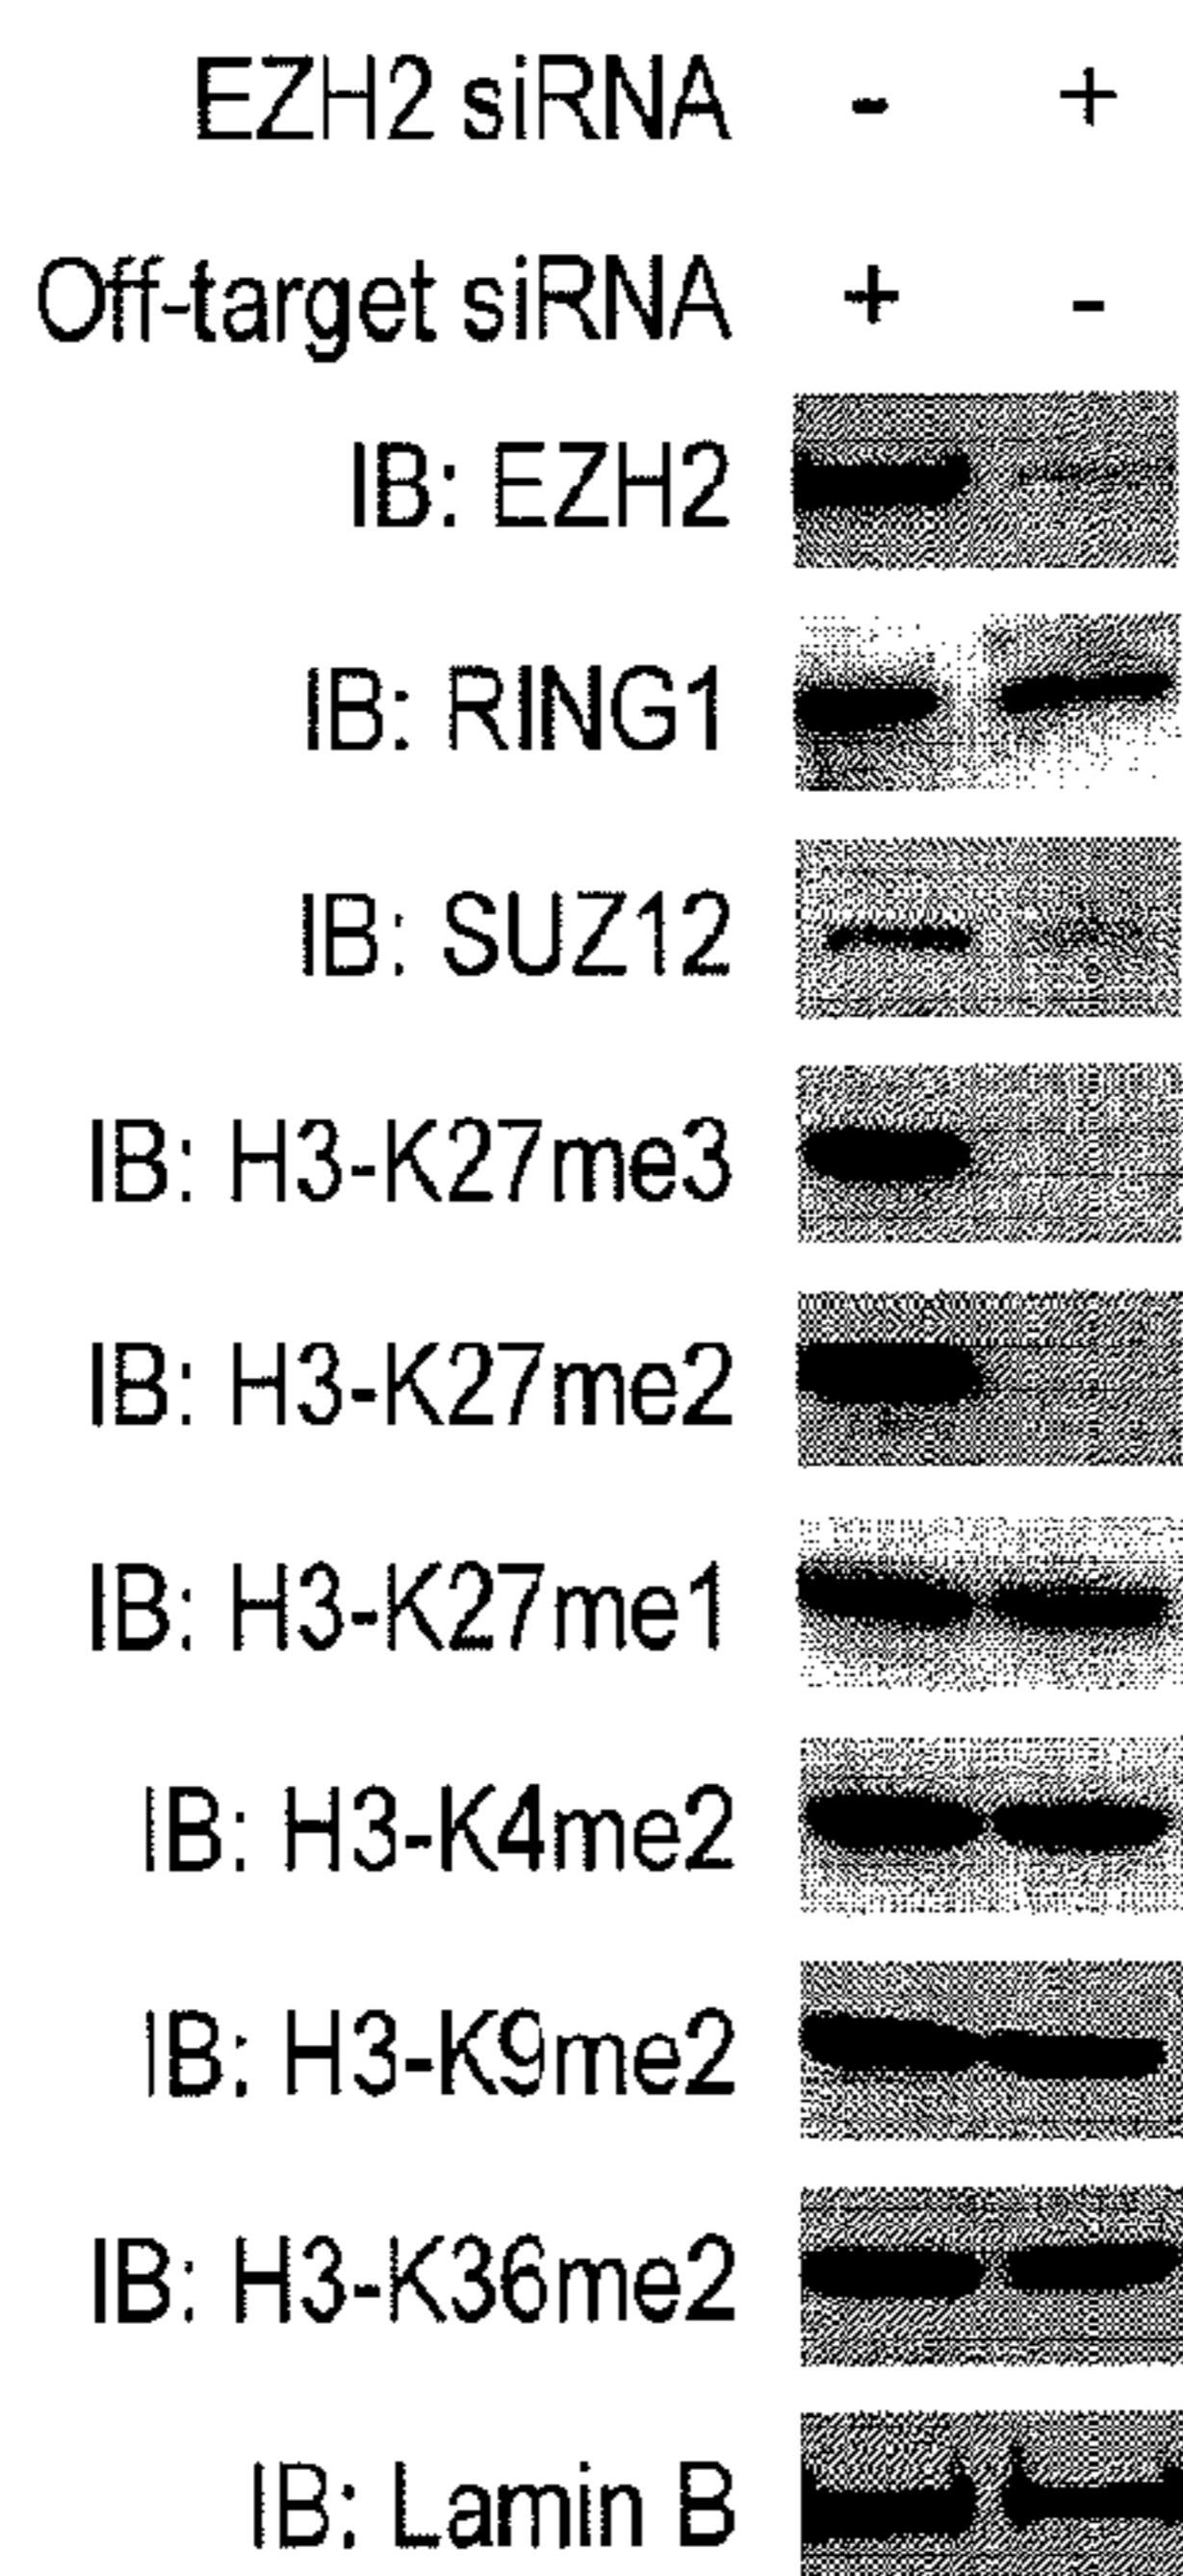 EZH2 siRNA - +
Off-target siRNA + -
IB: EZH2
IB: RING1
IB: SUZ12
IB: H3-K27me3
IB: H3-K27me2
IB: H3-K27me1
IB: H3-K4me2
IB: H3-K9me2
IB: H3-K36me2
IB: Lamin B